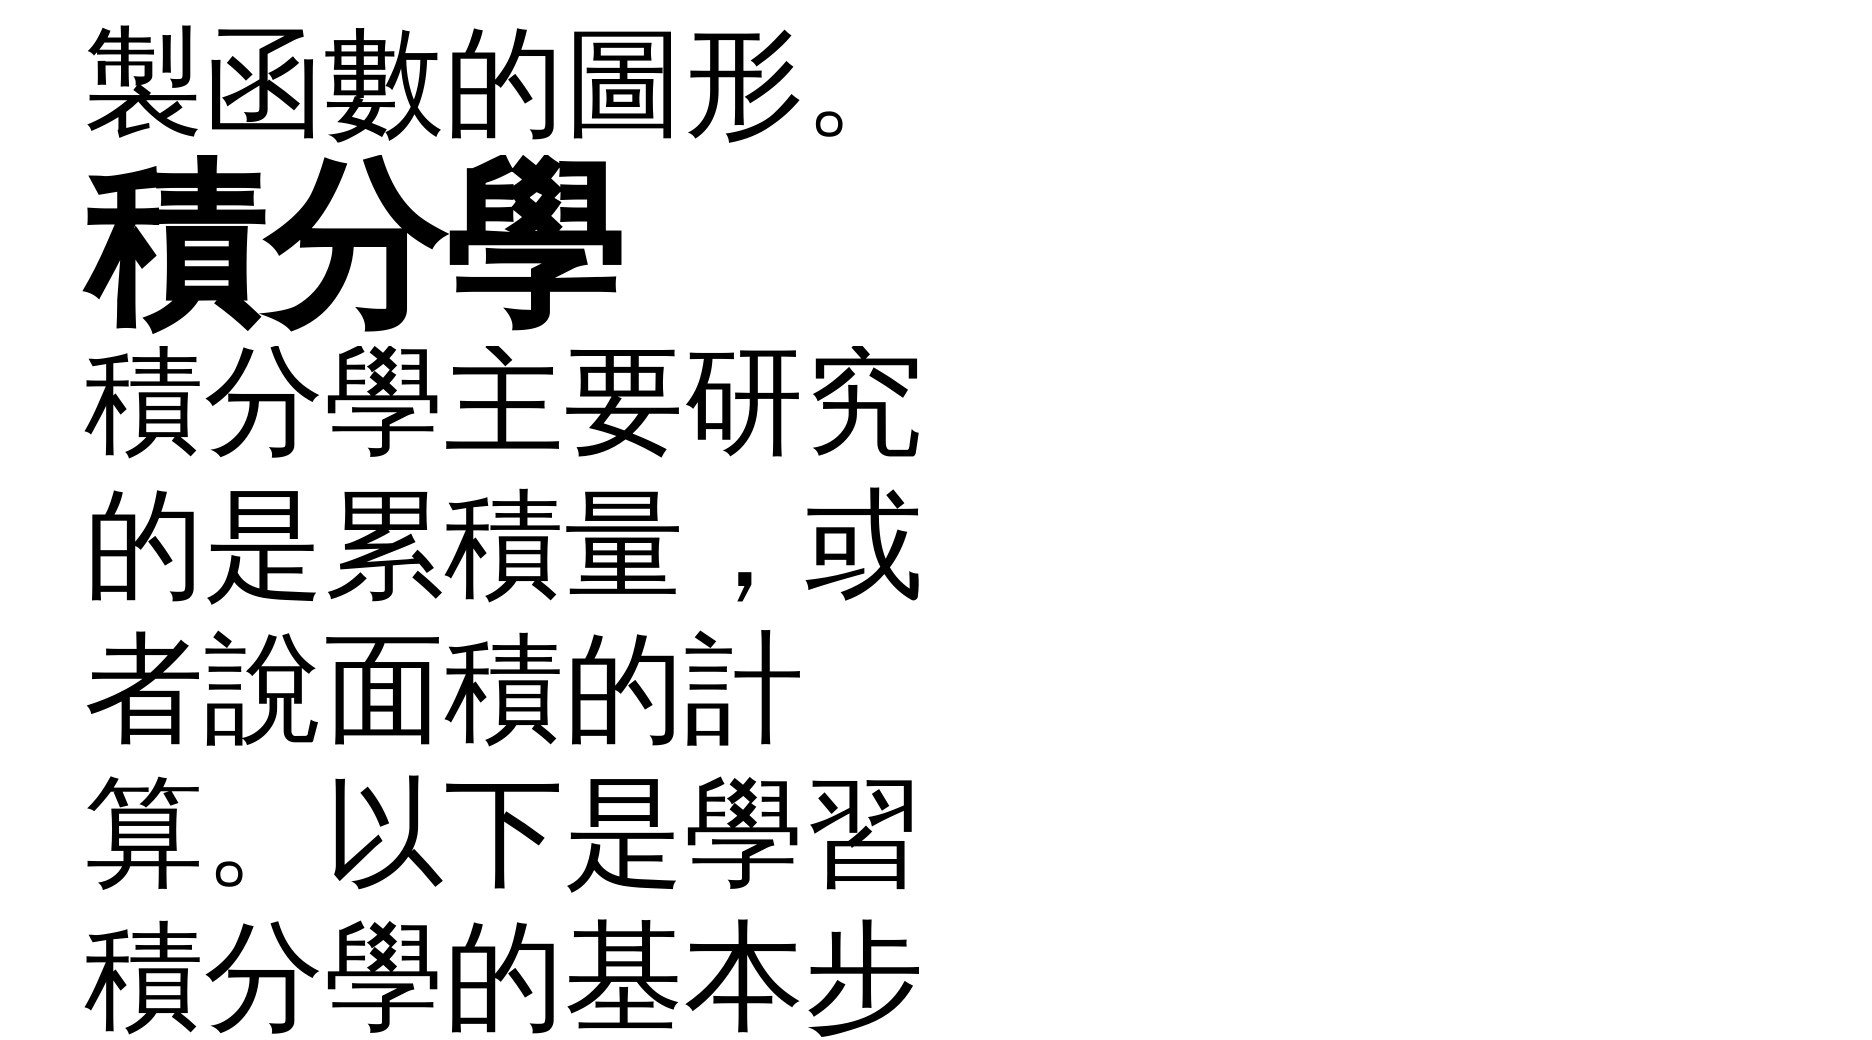 製函數的圖形。
積分學
積分學主要研究
的是累積量，或
者說面積的計
算。以下是學習
積分學的基本步